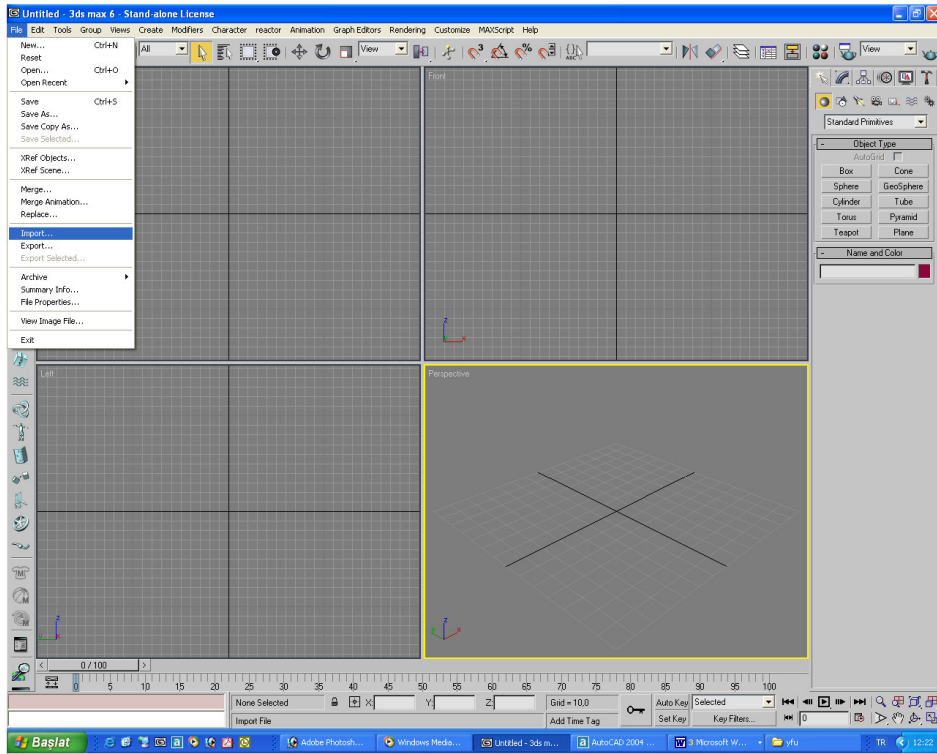 Untitled - 3ds max 6 - Stand-alone License
File Edit Tools Group Views Create Modifiers Character reactor Animation Graph Editors Rendering Customize MAXScript Help
New... Ctrl+N
Reset
Open... Ctrl+O
Open Recent
Save Ctrl+S
Save As...
Save Copy As...
Save Selected...
XRef Objects...
XRef Scene...
Merge...
Merge Animation...
Replace...
Import...
Export...
Export Selected...
Archive
Summary Info...
File Properties...
View Image File...
Exit
All
View
View
Front
Left
Perspective
Standard Primitives
- Object Type
AutoGrid
Box Cone
Sphere GeoSphere
Cylinder Tube
Torus Pyramid
Teapot Plane
- Name and Color
z
x
z
x
z
x
0 / 100
0 5 10 15 20 25 30 35 40 45 50 55 60 65 70 75 80 85 90 95 100
None Selected X: Y: Z: Grid = 10,0 Auto Key Selected
Import File Add Time Tag Set Key Key Filters... 0
Başlat Adobe Photosh... Windows Media... Untitled - 3ds m... AutoCAD 2004 ... 3 Microsoft W... yfu TR 12:22